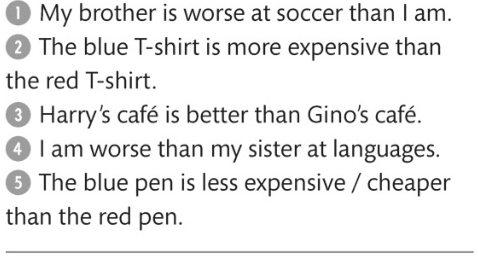 1 My brother is worse at soccer than I am.
2 The blue T-shirt is more expensive than
the red T-shirt.
3 Harry’s café is better than Gino’s café.
4 I am worse than my sister at languages.
5 The blue pen is less expensive / cheaper
than the red pen.